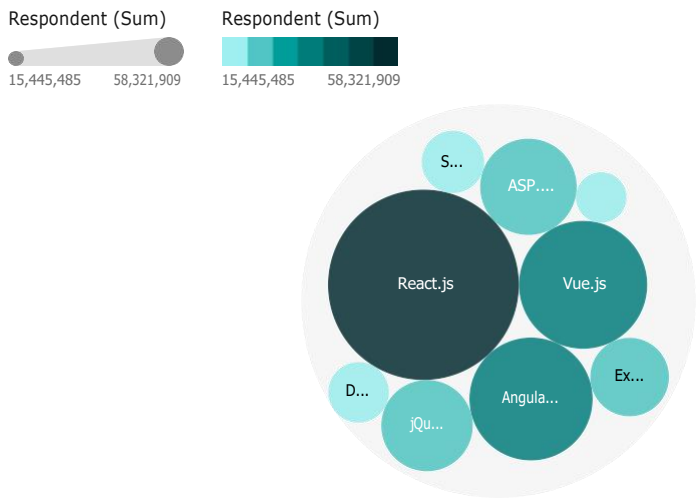 Respondent (Sum)
15,445,485 58,321,909
Respondent (Sum)
15,445,485 58,321,909
S...
ASP....
React.js
Vue.js
Ex...
D...
Angula...
jQu...